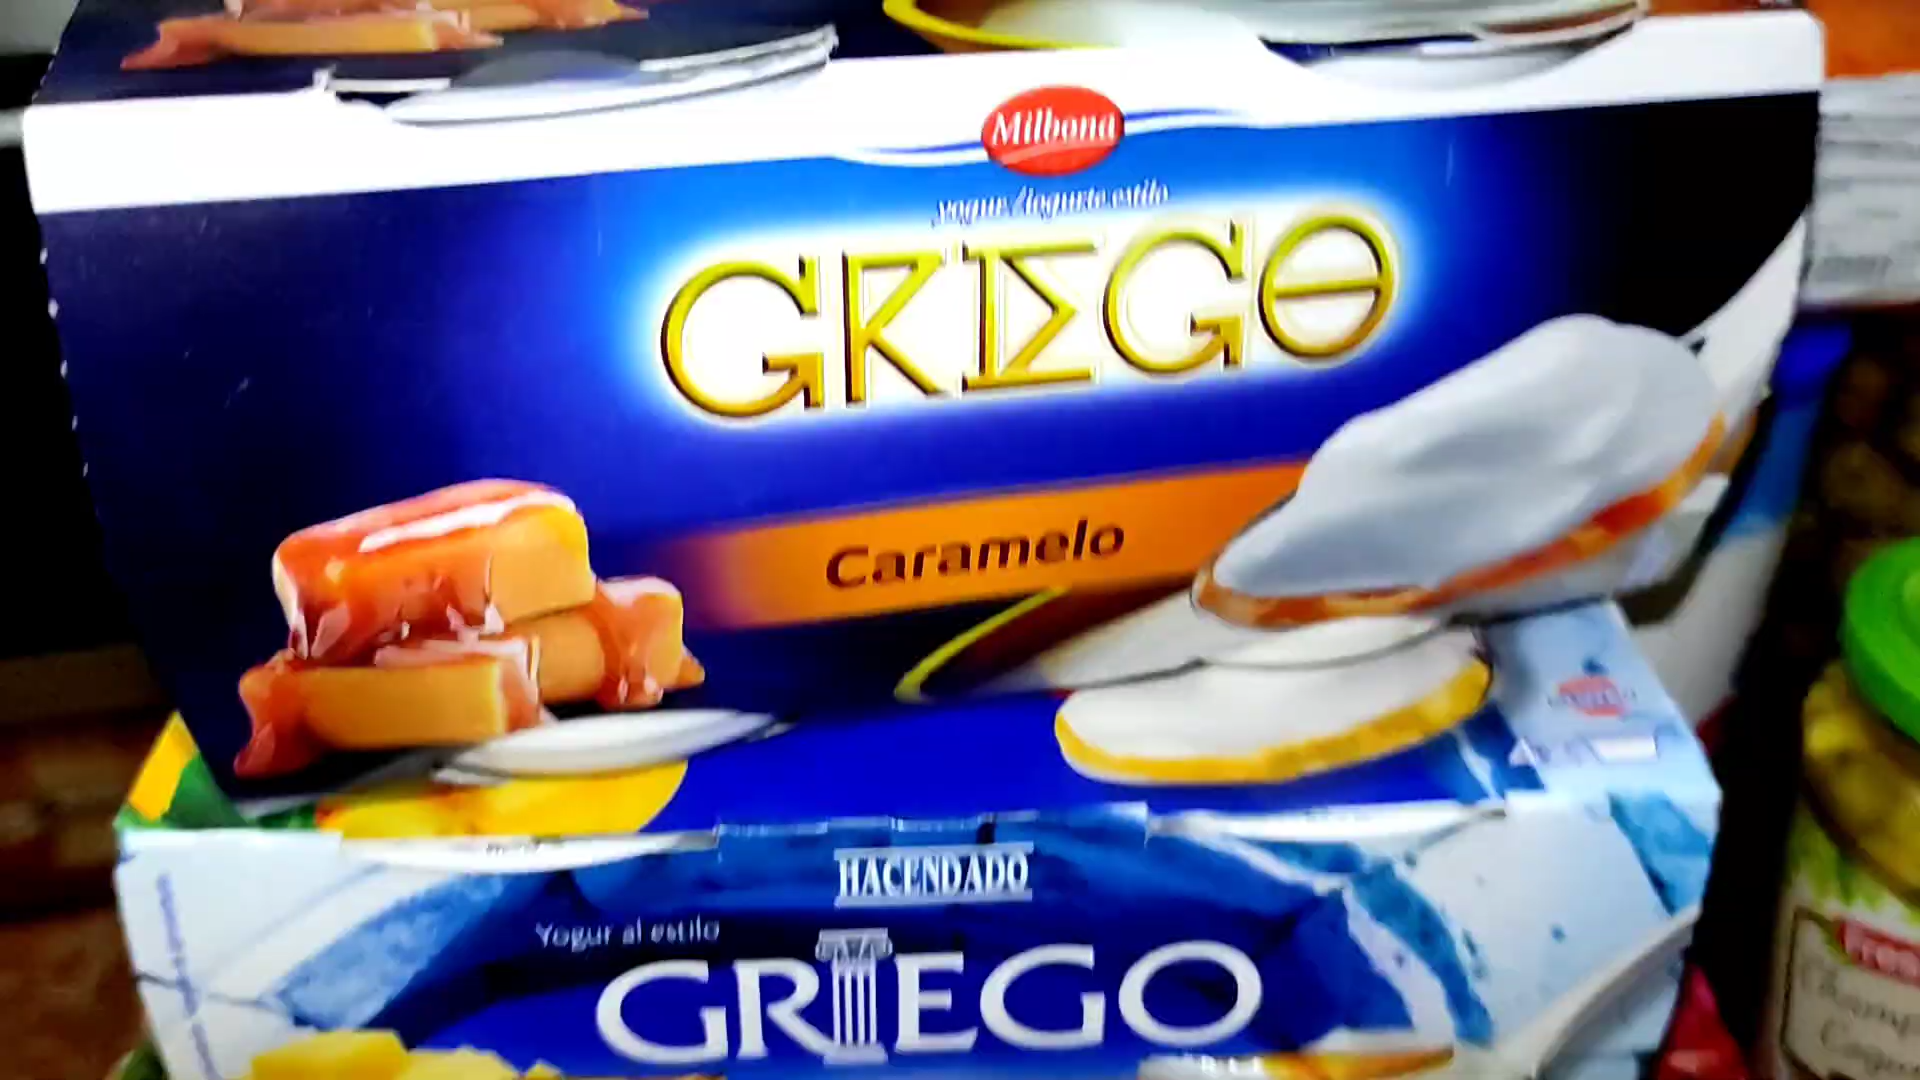 Milbona
yogur/iogurte estilo
GRIEGO
Caramelo
HACENDADO
Yogur al estilo
GRIEGO